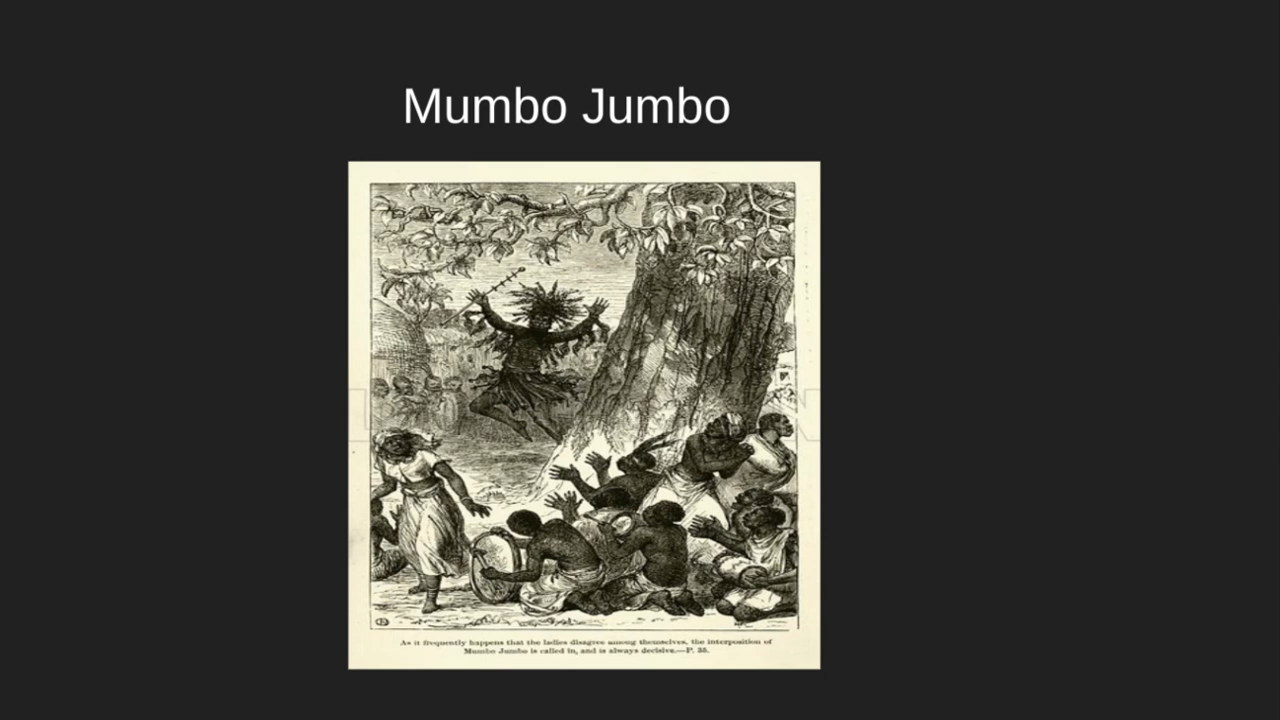 Mumbo Jumbo
As it frequently happens that the ladies disagree among themselves, the interposition of
Mumbo Jumbo is called in, and is always decisive.—P. 35.